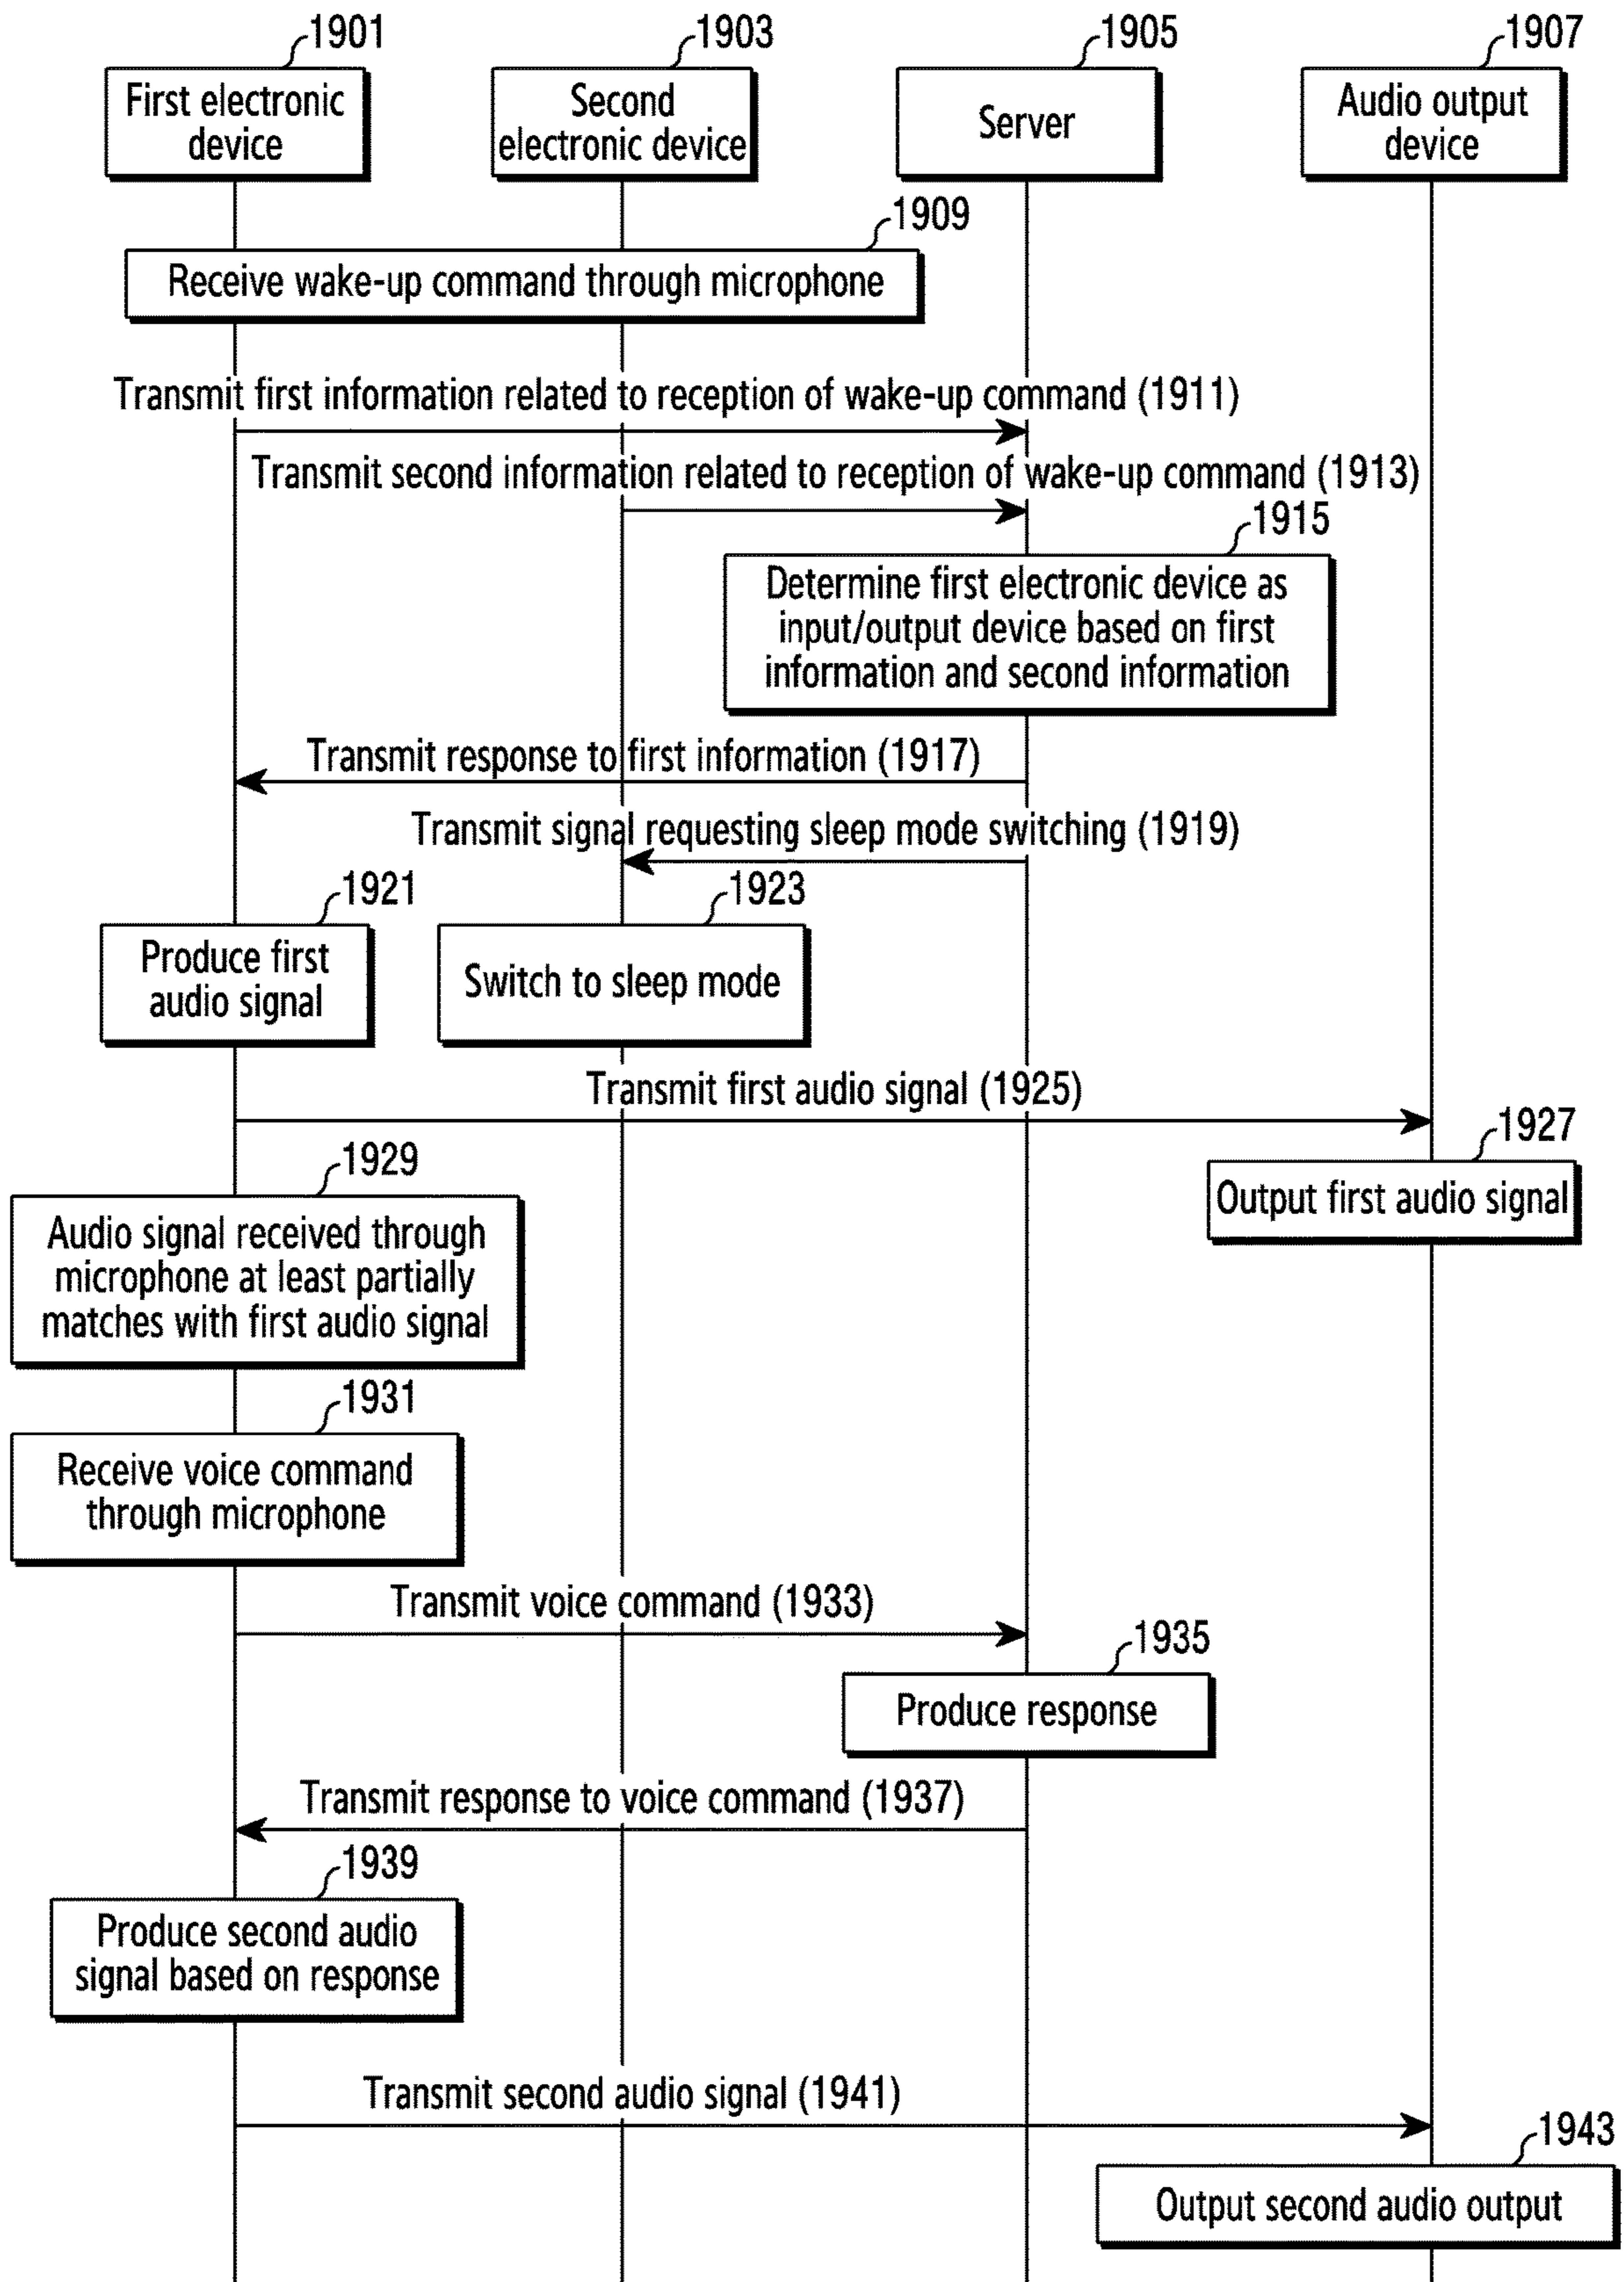 1901
1903
1905
1907
First electronic
device
Second
electronic device
Server
Audio output
device
1909
Receive wake-up command through microphone
Transmit first information related to reception of wake-up command (1911)
Transmit second information related to reception of wake-up command (1913)
1915
Determine first electronic device as
input/output device based on first
information and second information
Transmit response to first information (1917)
Transmit signal requesting sleep mode switching (1919)
1921
1923
Produce first
audio signal
Switch to sleep mode
Transmit first audio signal (1925)
1927
Output first audio signal
1929
Audio signal received through
microphone at least partially
matches with first audio signal
1931
Receive voice command
through microphone
Transmit voice command (1933)
1935
Produce response
Transmit response to voice command (1937)
1939
Produce second audio
signal based on response
Transmit second audio signal (1941)
1943
Output second audio output